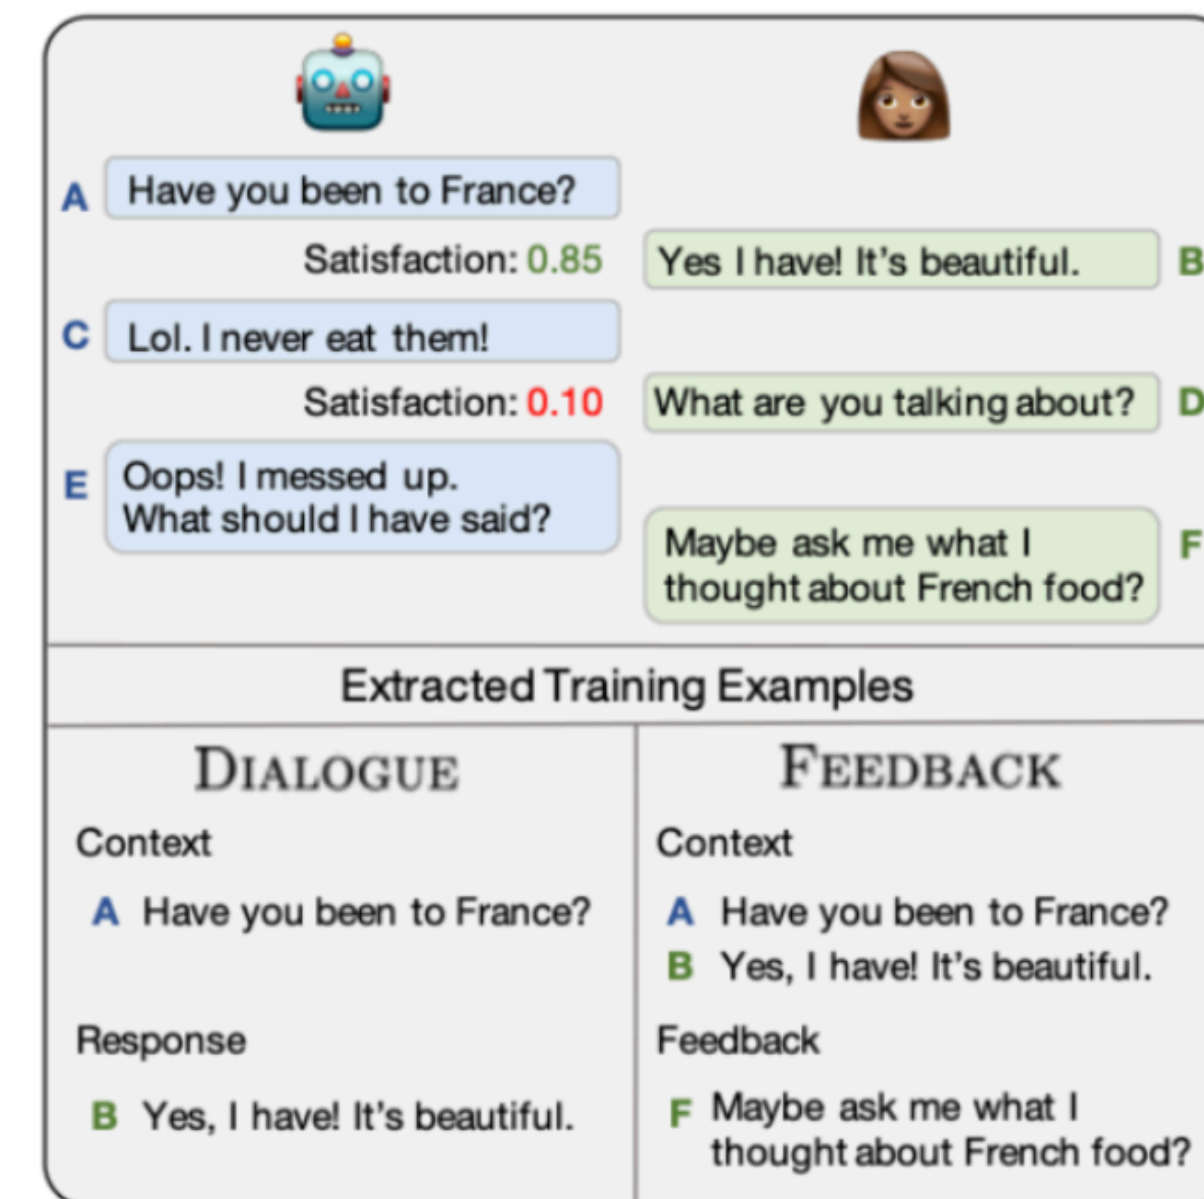 A Have you been to France?
Satisfaction: 0.85 Yes I have! It's beautiful. B
C Lol. I never eat them!
Satisfaction: 0.10 What are you talking about? D
E Oops! I messed up.
What should I have said?
Maybe ask me what I F
thought about French food?
Extracted Training Examples
DIALOGUE
Context
A Have you been to France?
Response
B Yes, I have! It's beautiful.
FEEDBACK
Context
A Have you been to France?
B Yes, I have! It's beautiful.
Feedback
F Maybe ask me what I
thought about French food?